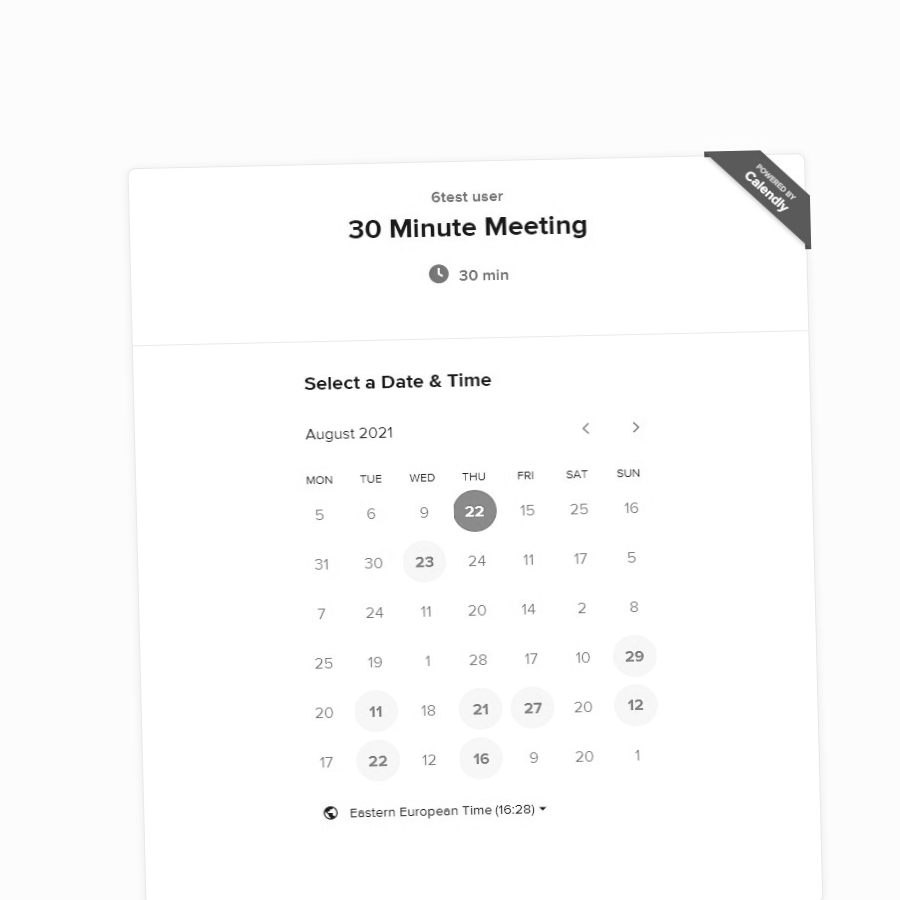 POWERED BY
Calendly
6test user
30 Minute Meeting
30 min
Select a Date & Time
August 2021
MON TUE WED THU FRI SAT SUN
5 6 9 22 15 25 16
31 30 23 24 11 17 5
7 24 11 20 14 2 8
25 19 1 28 17 10 29
20 11 18 21 27 20 12
17 22 12 16 9 20 1
Eastern European Time (16:28)